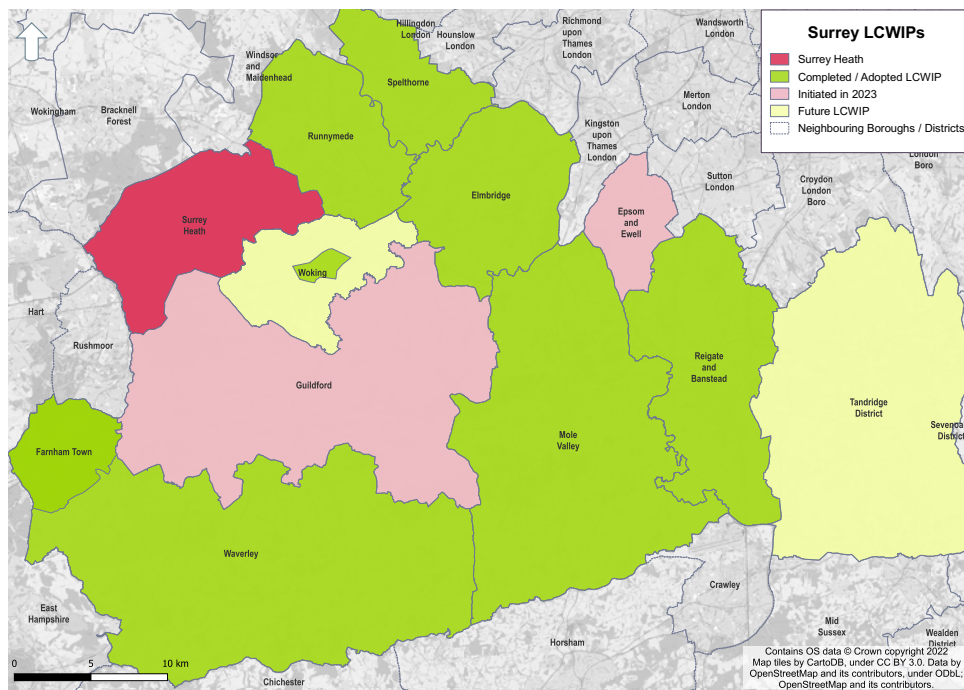 Surrey LCWIPs
Surrey Heath
Completed / Adopted LCWIP
Initiated in 2023
Future LCWIP
Neighbouring Boroughs / Districts
Hillingdon
London
Hounslow
London
Richmond
upon
Thames
London
Wandsworth
London
Windsor
and
Maidenhead
Spelthorne
Wokingham
Bracknell
Forest
Runnymede
Merton
London
Kingston
upon
Thames
London
London
Boro
Sutton
London
Croydon
London
Boro
Elmbridge
Surrey
Heath
Epsom
and
Ewell
Woking
Hart
Rushmoor
Guildford
Reigate
and
Banstead
Tandridge
District
Sevenoa
District
Mole
Valley
Farnham Town
Waverley
Crawley
East
Hampshire
Mid
Sussex
Wealden
District
Horsham
Chichester
0 5 10 km
Contains OS data © Crown copyright 2022
Map tiles by CartoDB, under CC BY 3.0. Data by
OpenStreetMap and its contributors, under ODbL;
OpenStreetMap and its contributors.